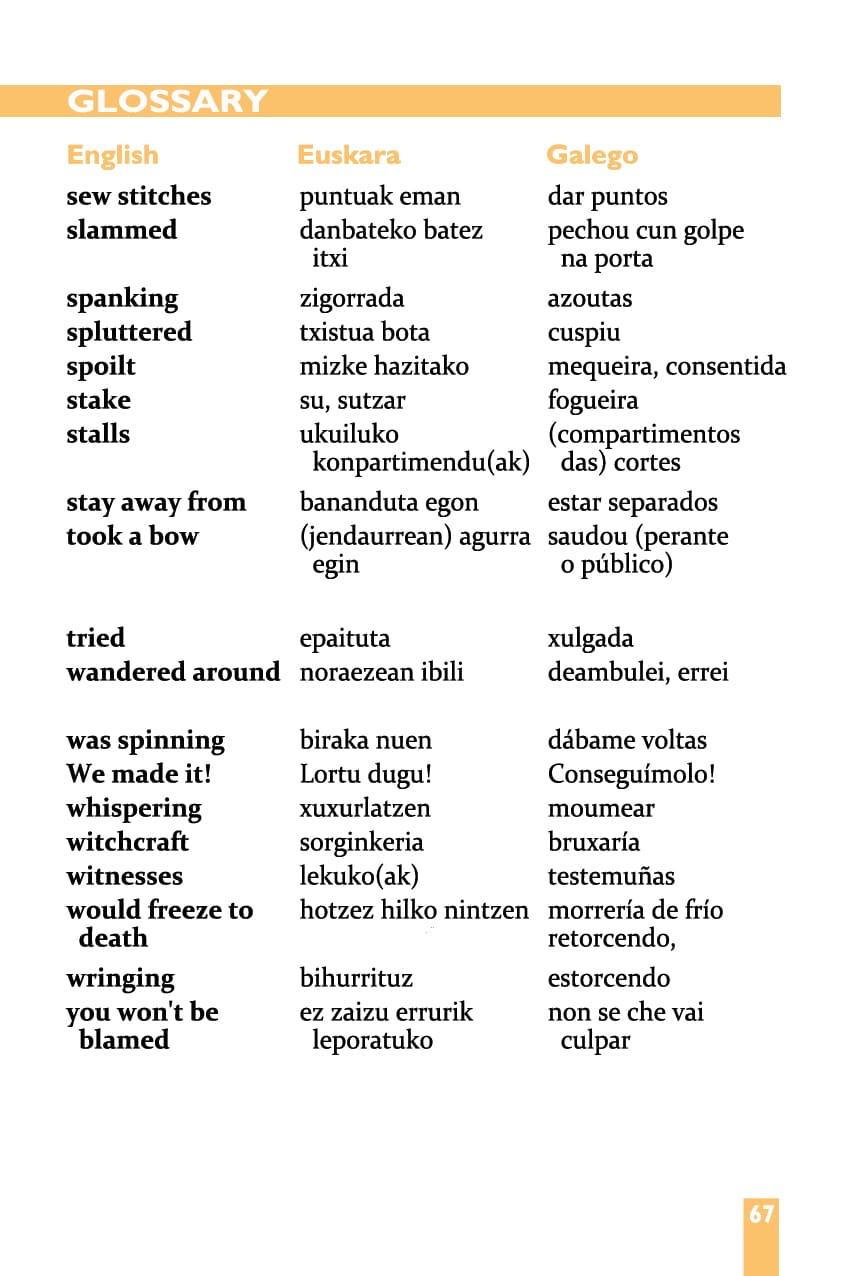 GLOSSARY
English Euskara Galego
sew stitches puntuak eman dar puntos
slammed danbateko batez pechou cun golpe
itxi na porta
spanking zigorrada azoutas
spluttered txistua bota cuspiu
spoilt mizke hazitako mequeira, consentida
stake su, sutzar fogueira
stalls ukuiluko (compartimentos
konpartimendu(ak) das) cortes
stay away from bananduta egon estar separados
took a bow (jendaurrean) agurra saudou (perante
egin o público)
tried epaituta xulgada
wandered around noraezean ibili deambulei, errei
was spinning biraka nuen dábame voltas
We made it! Lortu dugu! Conseguímolo!
whispering xuxurlatzen moumear
witchcraft sorginkeria bruxaría
witnesses lekuko(ak) testemuñas
would freeze to hotzez hilko nintzen morrería de frío
death retorcendo,
wringing bihurrituz estorcendo
you won't be ez zaizu errurik non se che vai
blamed leporatuko culpar
67